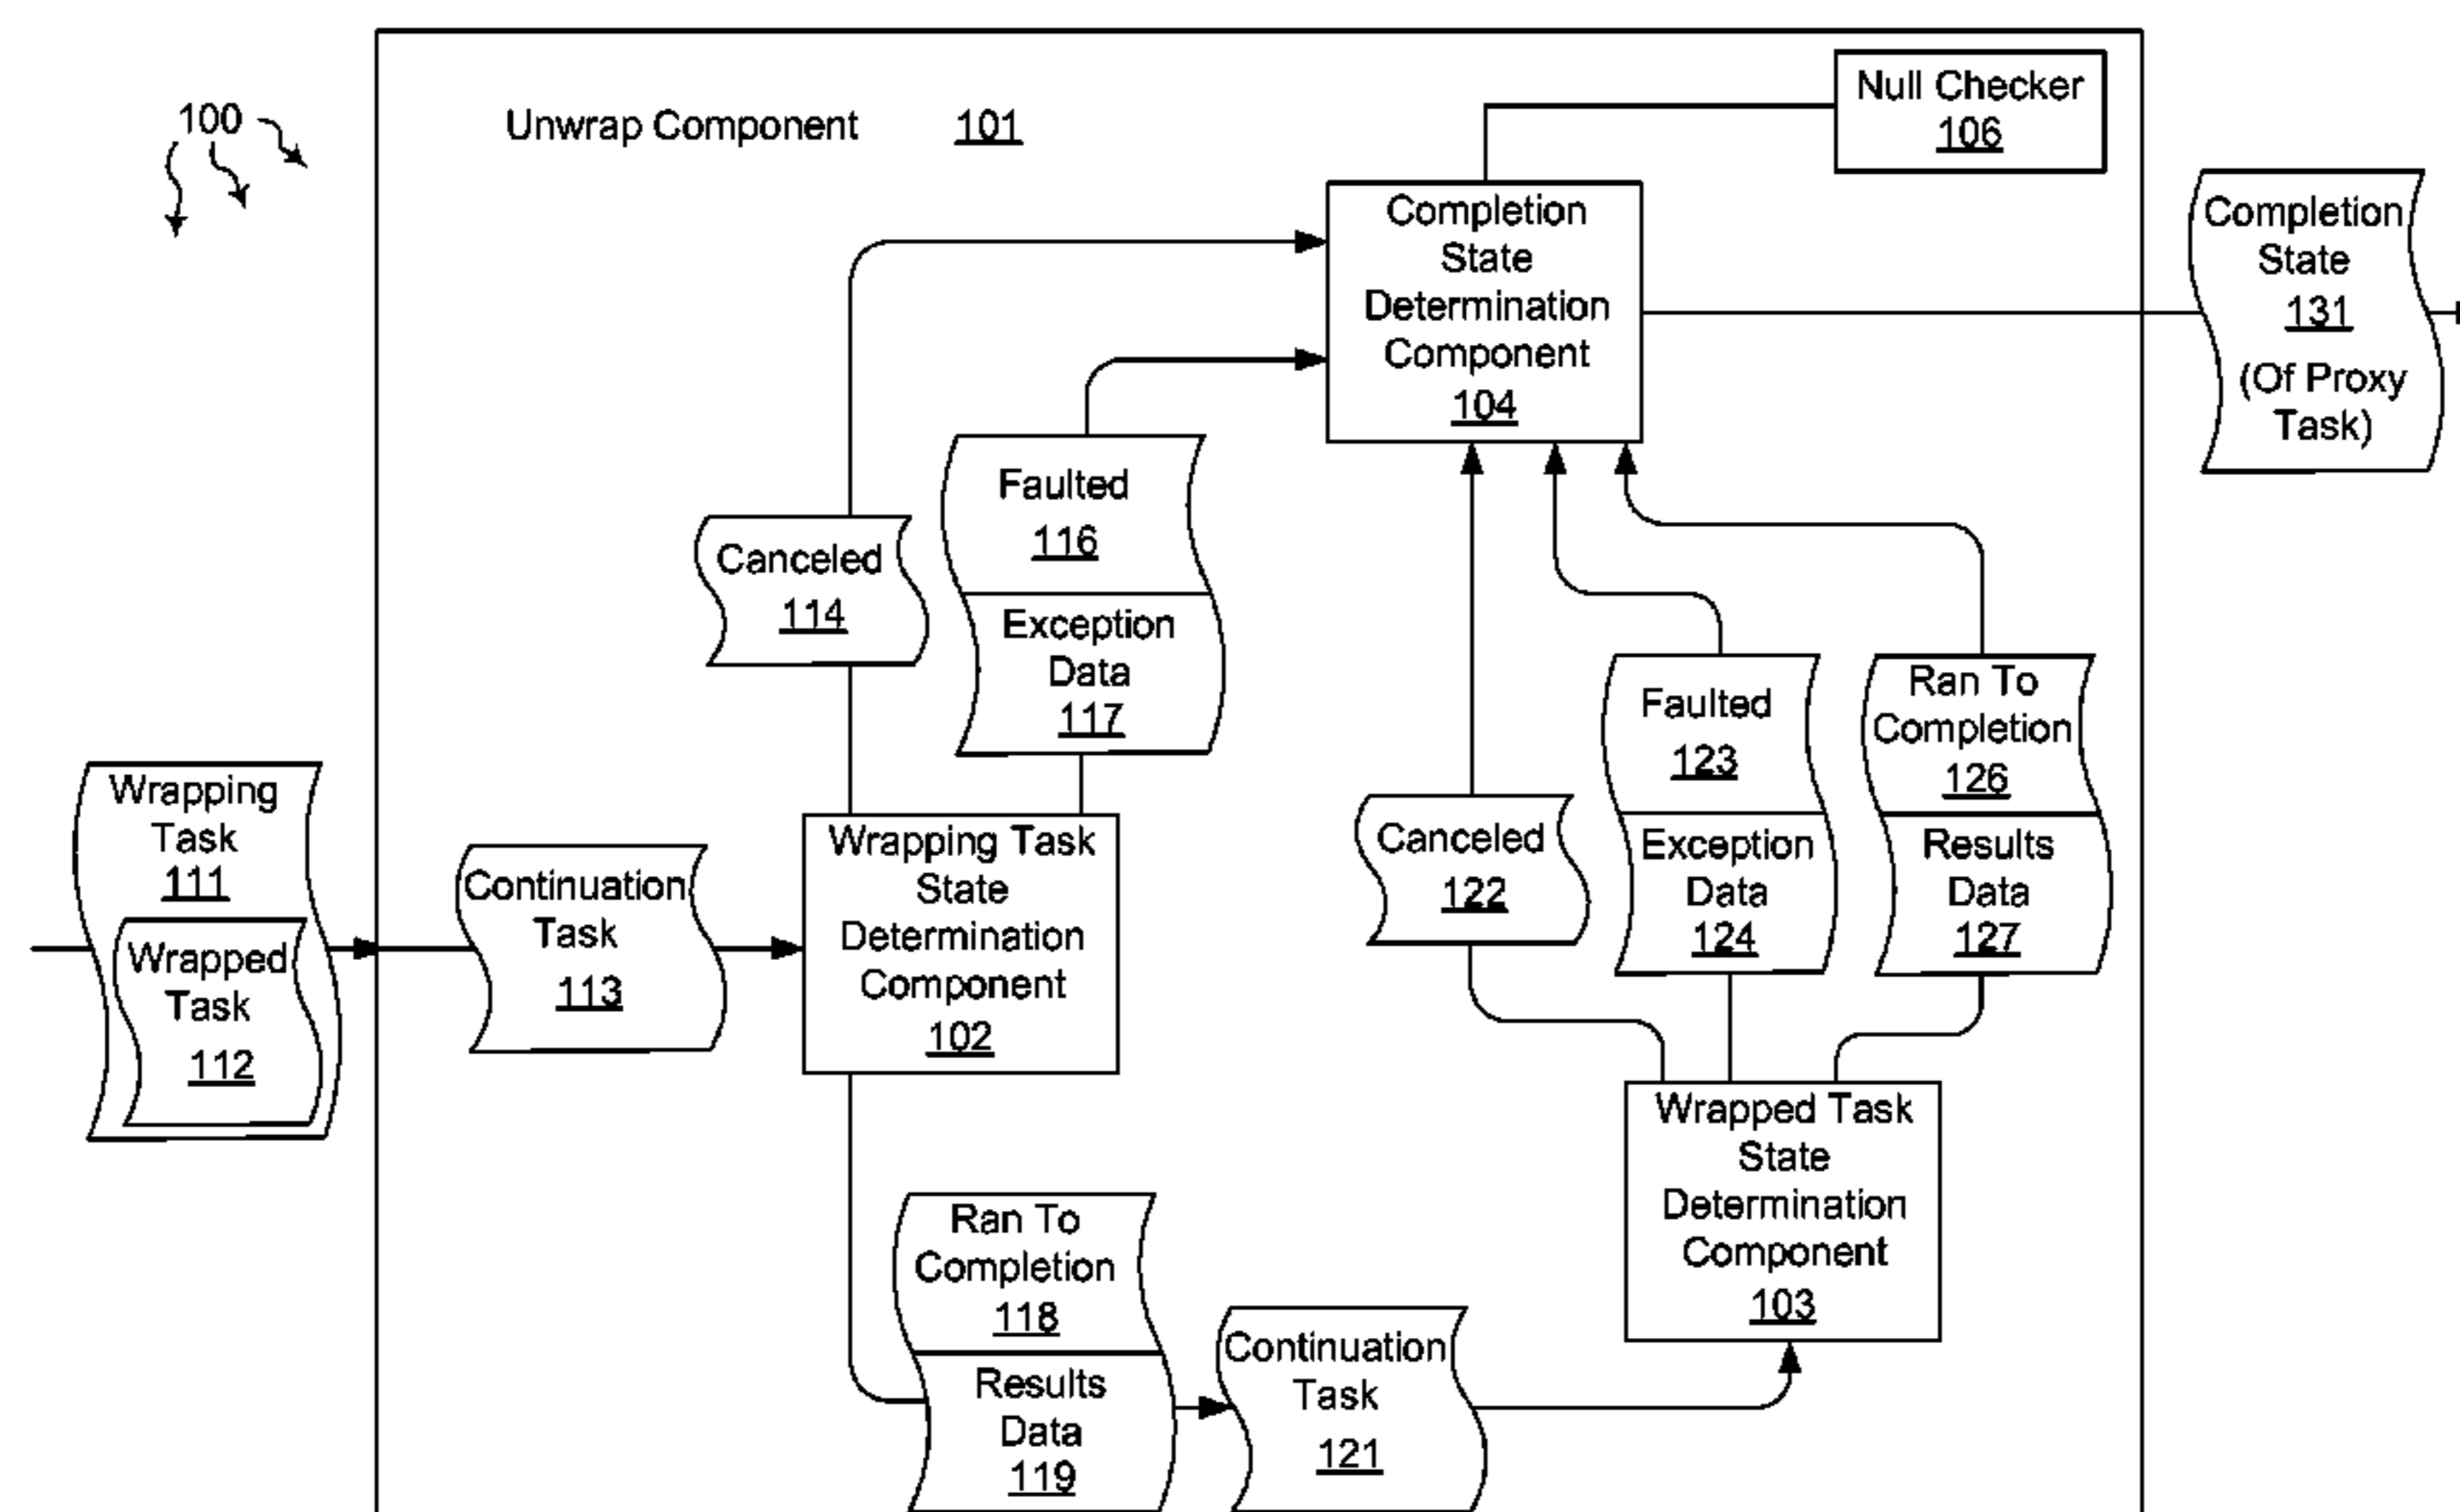 100
Unwrap Component 101
Null Checker
106
Completion
State
Determination
Component
104
Completion
State
131
(Of Proxy
Task)
Canceled
114
Faulted
116
Exception
Data
117
Wrapping
Task
111
Wrapped
Task
112
Continuation
Task
113
Wrapping Task
State
Determination
Component
102
Canceled
122
Faulted
123
Exception
Data
124
Ran To
Completion
126
Results
Data
127
Wrapped Task
State
Determination
Component
103
Ran To
Completion
118
Results
Data
119
Continuation
Task
121